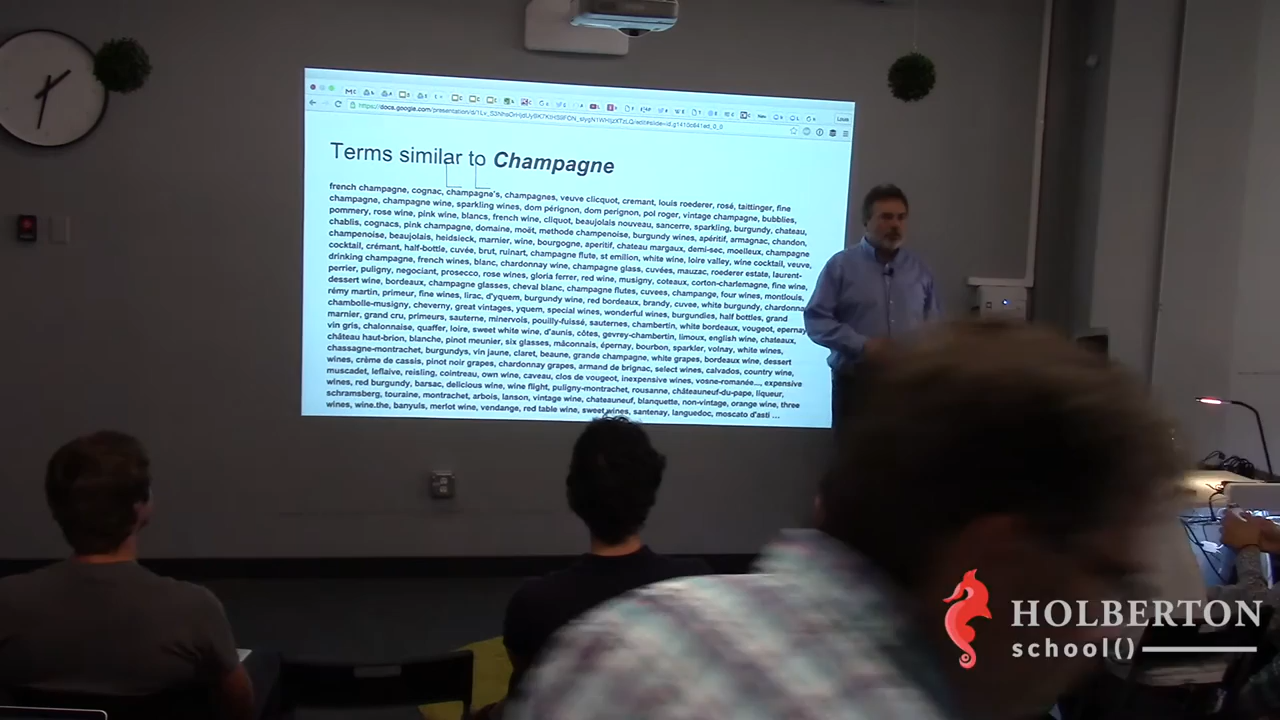 Louis
Terms similar to Champagne
french champagne, cognac, champagne's, champagnes, veuve clicquot, cremant, louis roederer, rosé, taittinger, fine
champagne, champagne wine, sparkling wines, dom pérignon, dom perignon, pol roger, vintage champagne, bubblies,
pommery, rose wine, pink wine, blancs, french wine, cliquot, beaujolais nouveau, sancerre, sparkling, burgundy, chateau,
chablis, cognacs, pink champagne, domaine, moët, methode champenoise, burgundy wines, apéritif, armagnac, chandon,
champenoise, beaujolais, heidsieck, marnier, wine, bourgogne, aperitif, chateau margaux, demi-sec, moelleux, champagne
cocktail, crémant, half-bottle, cuvée, brut, ruinart, champagne flute, st emilion, white wine, loire valley, wine cocktail, veuve,
drinking champagne, french wines, blanc, chardonnay wine, champagne glass, cuvées, mauzac, roederer estate, laurent-
perrier, puligny, negociant, prosecco, rose wines, gloria ferrer, red wine, musigny, coteaux, corton-charlemagne, fine wine,
dessert wine, bordeaux, champagne glasses, cheval blanc, champagne flutes, cuvees, champange, four wines, montlouis,
rémy martin, primeur, fine wines, lirac, d'yquem, burgundy wine, red bordeaux, brandy, cuvee, white burgundy, chardonna
chambolle-musigny, cheverny, great vintages, yquem, special wines, wonderful wines, burgundies, half bottles, grand
marnier, grand cru, primeurs, sauterne, minervois, pouilly-fuissé, sauternes, chambertin, white bordeaux, vougeot, epernay
vin gris, chalonnaise, quaffer, loire, sweet white wine, d'aunis, côtes, gevrey-chambertin, limoux, english wine, chateaux,
château haut-brion, blanche, pinot meunier, six glasses, mâconnais, épernay, bourbon, sparkler, volnay, white wines,
chassagne-montrachet, burgundys, vin jaune, claret, beaune, grande champagne, white grapes, bordeaux wine, dessert
wines, crème de cassis, pinot noir grapes, chardonnay grapes, armand de brignac, select wines, calvados, country wine,
muscadet, leflaive, reisling, cointreau, own wine, caveau, clos de vougeot, inexpensive wines, vosne-romanée..., expensive
wines, red burgundy, barsac, delicious wine, wine flight, puligny-montrachet, rousanne, châteauneuf-du-pape, liqueur,
schramsberg, touraine, montrachet, arbois, lanson, vintage wine, chateauneuf, blanquette, non-vintage, orange wine, three
wines, wine.the, banyuls, merlot wine, vendange, red table wine, sweet wines, santenay, languedoc, moscato d'asti ...
HOLBERTON
school()